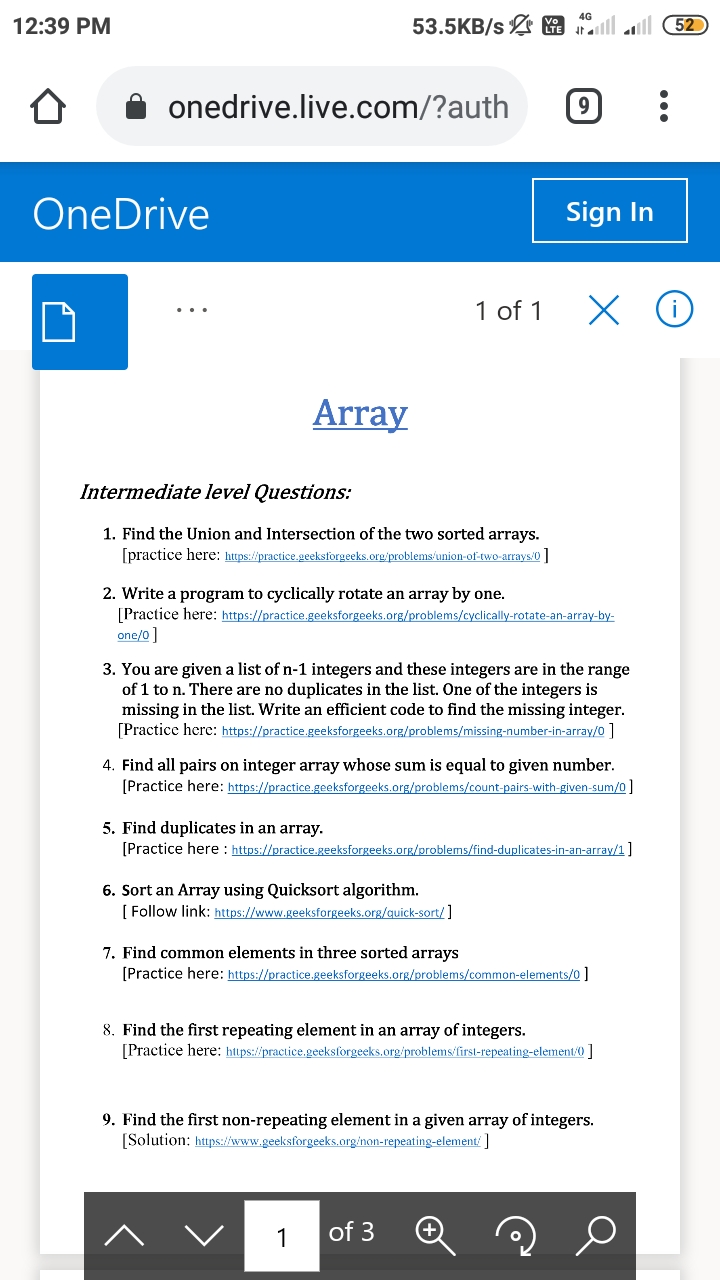 12:39 PM
53.5KB/s Vo LTE 4G 52
onedrive.live.com/?auth 9
OneDrive
Sign In
... 1 of 1 i
Array
Intermediate level Questions:
1. Find the Union and Intersection of the two sorted arrays.
[practice here: https://practice.geeksforgeeks.org/problems/union-of-two-arrays/0 ]
2. Write a program to cyclically rotate an array by one.
[Practice here: https://practice.geeksforgeeks.org/problems/cyclically-rotate-an-array-by-
one/0 ]
3. You are given a list of n-1 integers and these integers are in the range
of 1 to n. There are no duplicates in the list. One of the integers is
missing in the list. Write an efficient code to find the missing integer.
[Practice here: https://practice.geeksforgeeks.org/problems/missing-number-in-array/0 ]
4. Find all pairs on integer array whose sum is equal to given number.
[Practice here: https://practice.geeksforgeeks.org/problems/count-pairs-with-given-sum/0 ]
5. Find duplicates in an array.
[Practice here : https://practice.geeksforgeeks.org/problems/find-duplicates-in-an-array/1 ]
6. Sort an Array using Quicksort algorithm.
[ Follow link: https://www.geeksforgeeks.org/quick-sort/ ]
7. Find common elements in three sorted arrays
[Practice here: https://practice.geeksforgeeks.org/problems/common-elements/0 ]
8. Find the first repeating element in an array of integers.
[Practice here: https://practice.geeksforgeeks.org/problems/first-repeating-element/0 ]
9. Find the first non-repeating element in a given array of integers.
[Solution: https://www.geeksforgeeks.org/non-repeating-element/ ]
1 of 3